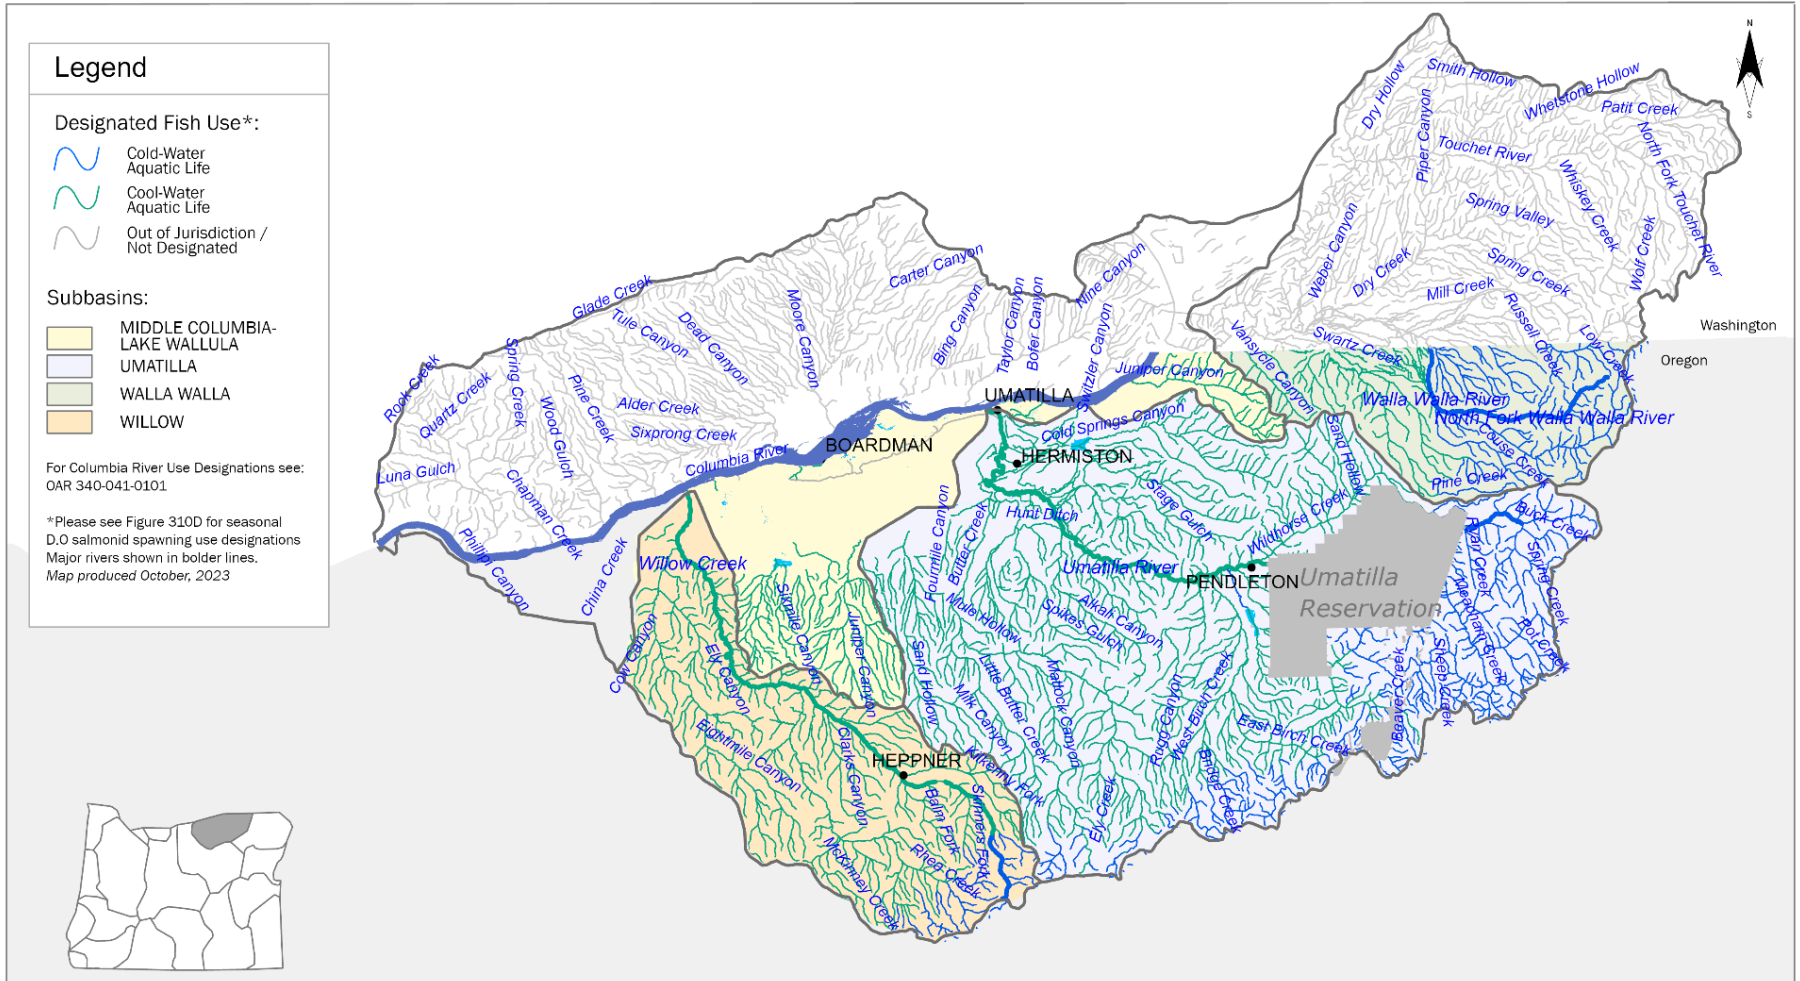 Legend
Designated Fish Use*:
Cold-Water
Aquatic Life
Cool-Water
Aquatic Life
Out of Jurisdiction /
Not Designated
Subbasins:
MIDDLE COLUMBIA-
LAKE WALLULA
UMATILLA
WALLA WALLA
WILLOW
For Columbia River Use Designations see:
OAR 340-041-0101
*Please see Figure 310D for seasonal
D.O salmonid spawning use designations
Major rivers shown in bolder lines.
Map produced October, 2023
N
S
Washington
Oregon
Smith Hollow
Dry Hollow
Whetstone Hollow
Patit Creek
Piper Canyon
North Fork Touchet River
Touchet River
Whiskey Creek
Spring Valley
Weber Canyon
Wolf Creek
Dry Creek
Spring Creek
Mill Creek
Russell Creek
Low Creek
Vansycle Canyon
Swartz Creek
Carter Canyon
Nine Canyon
Glade Creek
Tule Canyon
Dead Canyon
Moore Canyon
Bing Canyon
Taylor Canyon
Bofer Canyon
Switzler Canyon
Juniper Canyon
Rock Creek
Quartz Creek
Spring Creek
Pine Creek
Wood Gulch
Alder Creek
Sixprong Creek
Luna Gulch
Chapman Creek
Columbia River
BOARDMAN
UMATILLA
Cold Springs Canyon
HERMISTON
Walla Walla River
North Fork Walla Walla River
Couse Creek
Pine Creek
Sand Hollow
Stage Gulch
Hunt Ditch
Wildhorse Creek
Umatilla River
PENDLETON
Umatilla
Reservation
Buck Creek
Ryan Creek
Spring Creek
Meacham Creek
Pot Creek
Sheep Creek
Beaver Creek
Phillipi Canyon
China Creek
Willow Creek
Fourmile Canyon
Butter Creek
Mule Hollow
Spikes Gulch
Alkali Canyon
Sixmile Canyon
Juniper Canyon
Cow Canyon
Ely Canyon
Sand Hollow
Milk Canyon
Little Butter Creek
Matlock Canyon
Rugg Canyon
West Birch Creek
East Birch Creek
Bridge Creek
Eightmile Canyon
Clarks Canyon
HEPPNER
Kilkenny Fork
Ely Creek
Balm Fork
Skinners Fork
Rhea Creek
McKinney Creek